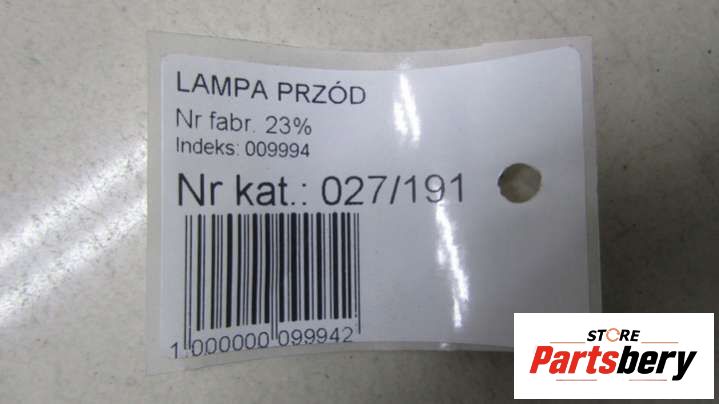 LAMPA PRZÓD
Nr fabr. 23%
Indeks: 009994
Nr kat.: 027/191
1 000000 099942
STORE
Partsbery